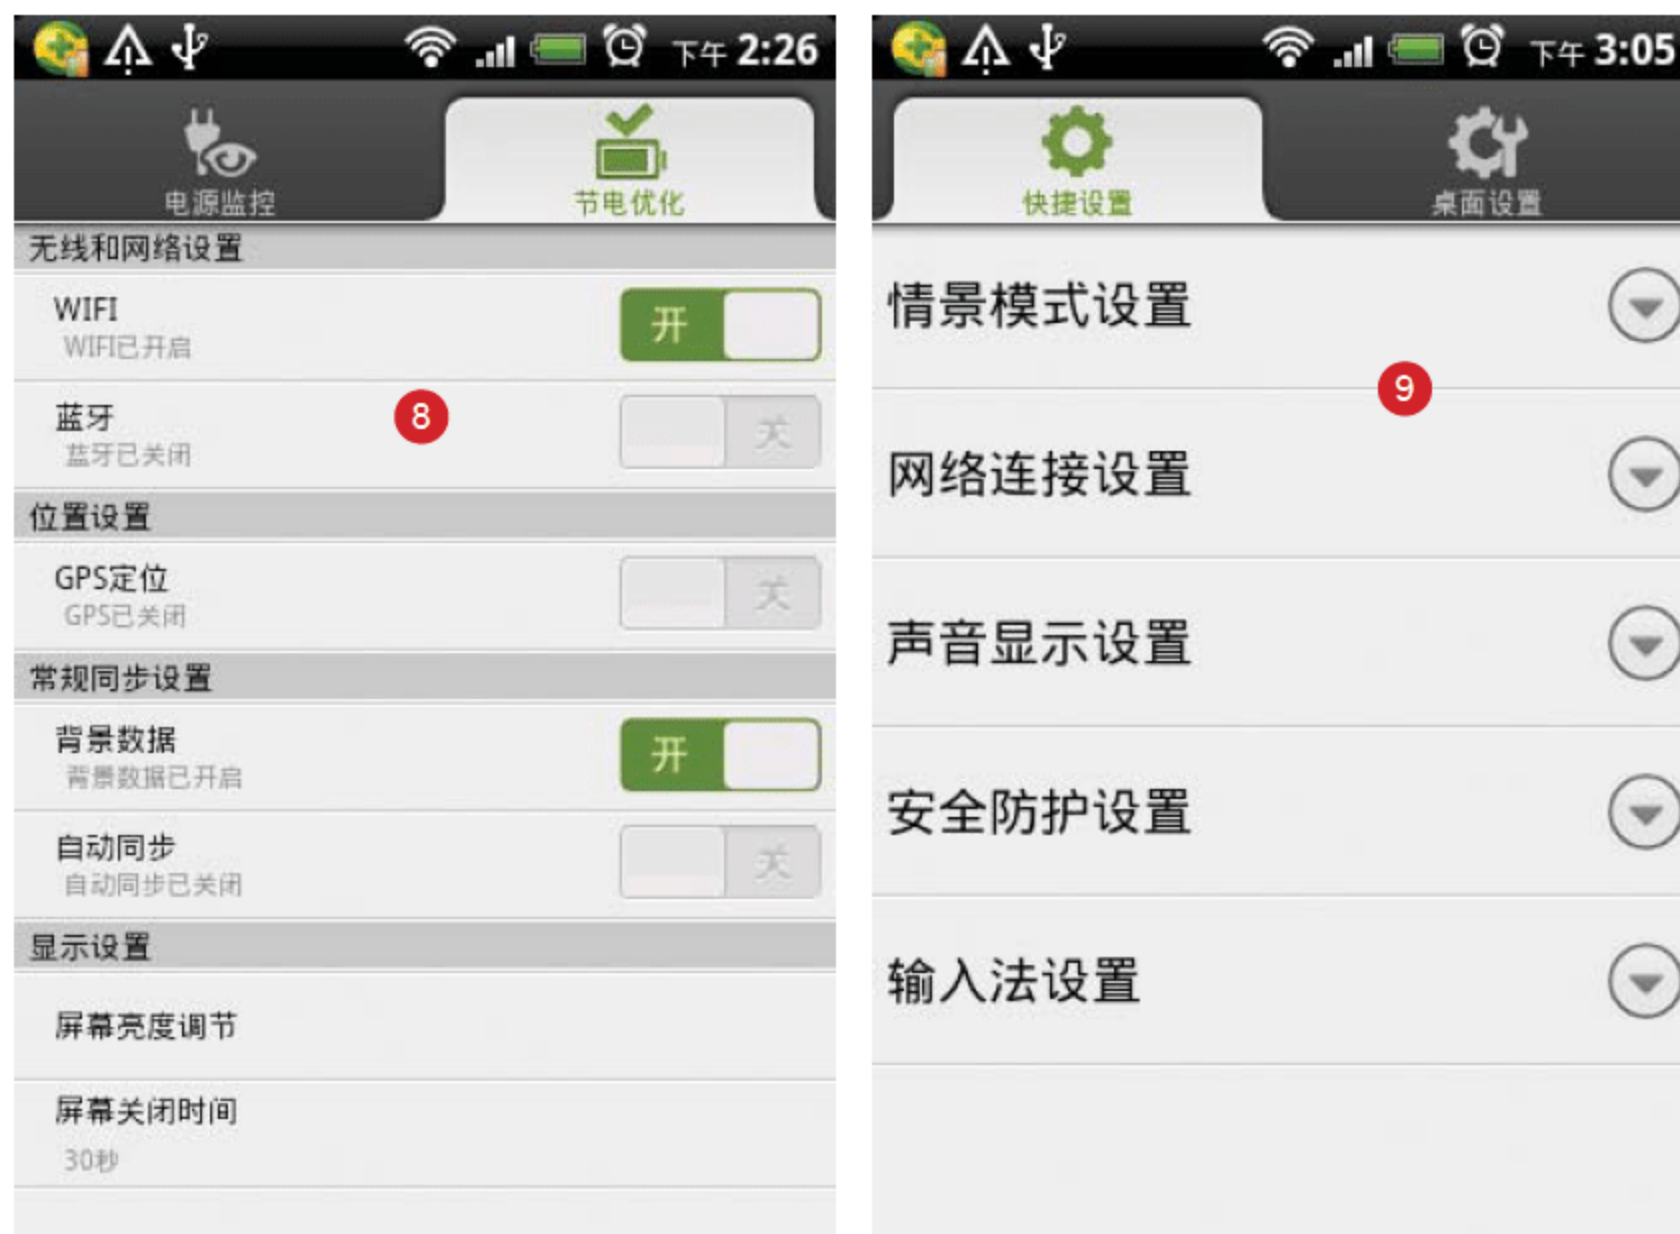 下午 2:26
电源监控
节电优化
无线和网络设置
WIFI
开
WIFI已开启
蓝牙
8
关
蓝牙已关闭
位置设置
GPS定位
关
GPS已关闭
常规同步设置
背景数据
开
背景数据已开启
自动同步
关
自动同步已关闭
显示设置
屏幕亮度调节
屏幕关闭时间
30秒
下午 3:05
快捷设置
桌面设置
情景模式设置
9
网络连接设置
声音显示设置
安全防护设置
输入法设置